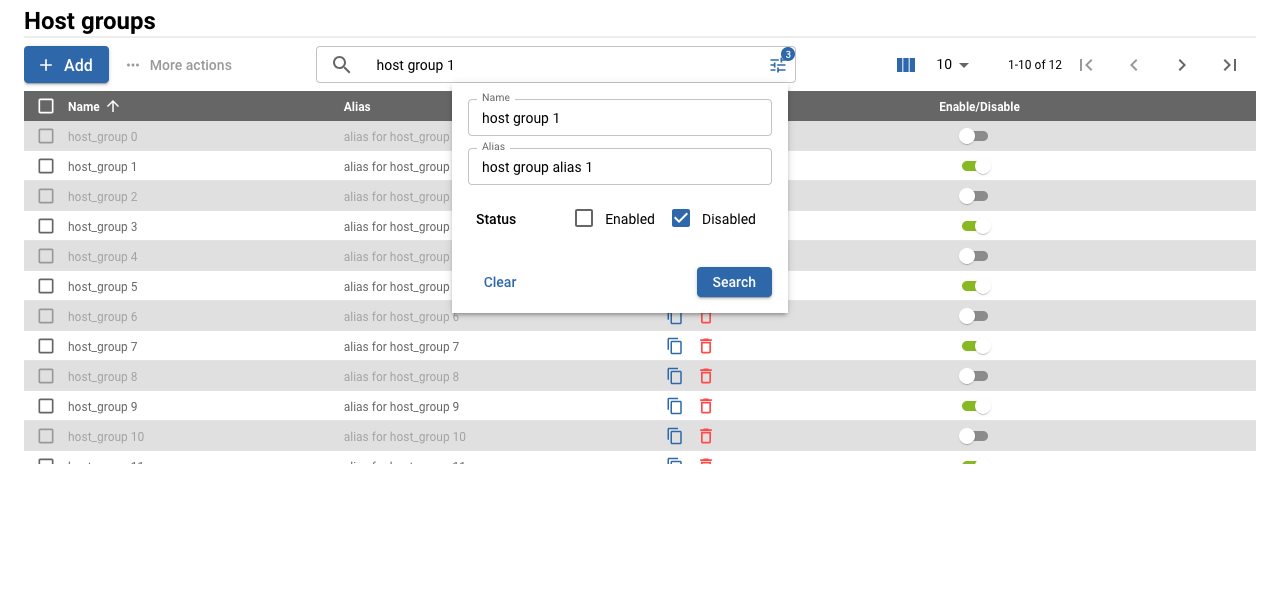 Host groups
Add
More actions
host group 1
3
10
1-10 of 12
Name
Alias
Enable/Disable
Name
host group 1
Alias
host group alias 1
Status
Enabled
Disabled
Clear
Search
host_group 0 alias for host_group
host_group 1 alias for host_group
host_group 2 alias for host_group
host_group 3 alias for host_group
host_group 4 alias for host_group
host_group 5 alias for host_group
host_group 6 alias for host_group 6
host_group 7 alias for host_group 7
host_group 8 alias for host_group 8
host_group 9 alias for host_group 9
host_group 10 alias for host_group 10